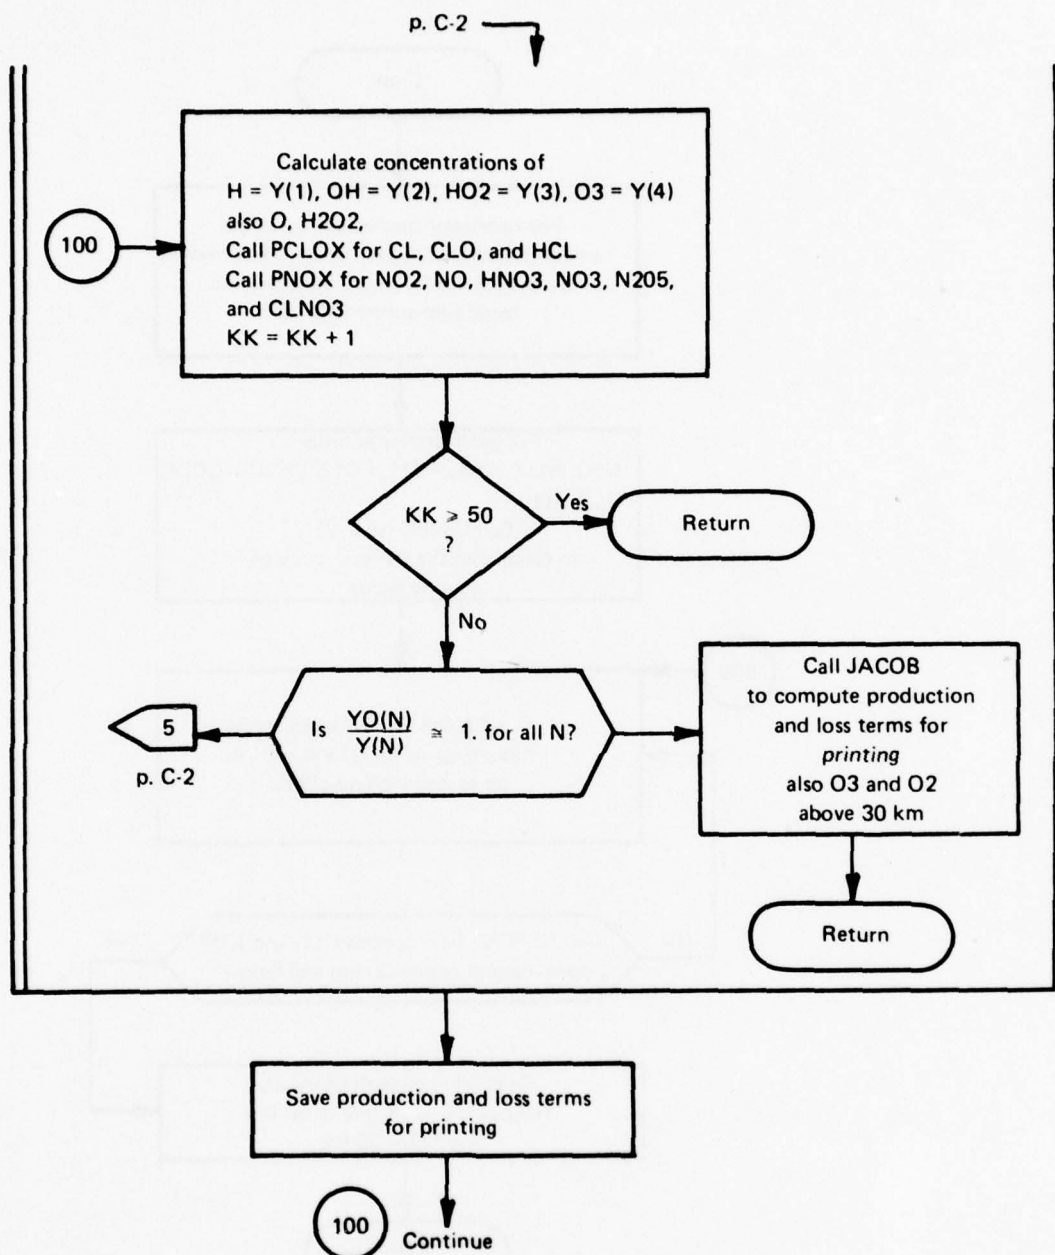 p. C-2
Calculate concentrations of
H = Y(1), OH = Y(2), HO2 = Y(3), O3 = Y(4)
also O, H2O2,
100
Call PCLOX for CL, CLO, and HCL
Call PNOX for NO2, NO, HNO3, NO3, N205,
and CLNO3
KK = KK + 1
KK ⩾ 50
?
Yes
Return
No
5
p. C-2
Is YO(N)/Y(N) ≅ 1. for all N?
Call JACOB
to compute production
and loss terms for
printing
also O3 and O2
above 30 km
Return
Save production and loss terms
for printing
100
Continue